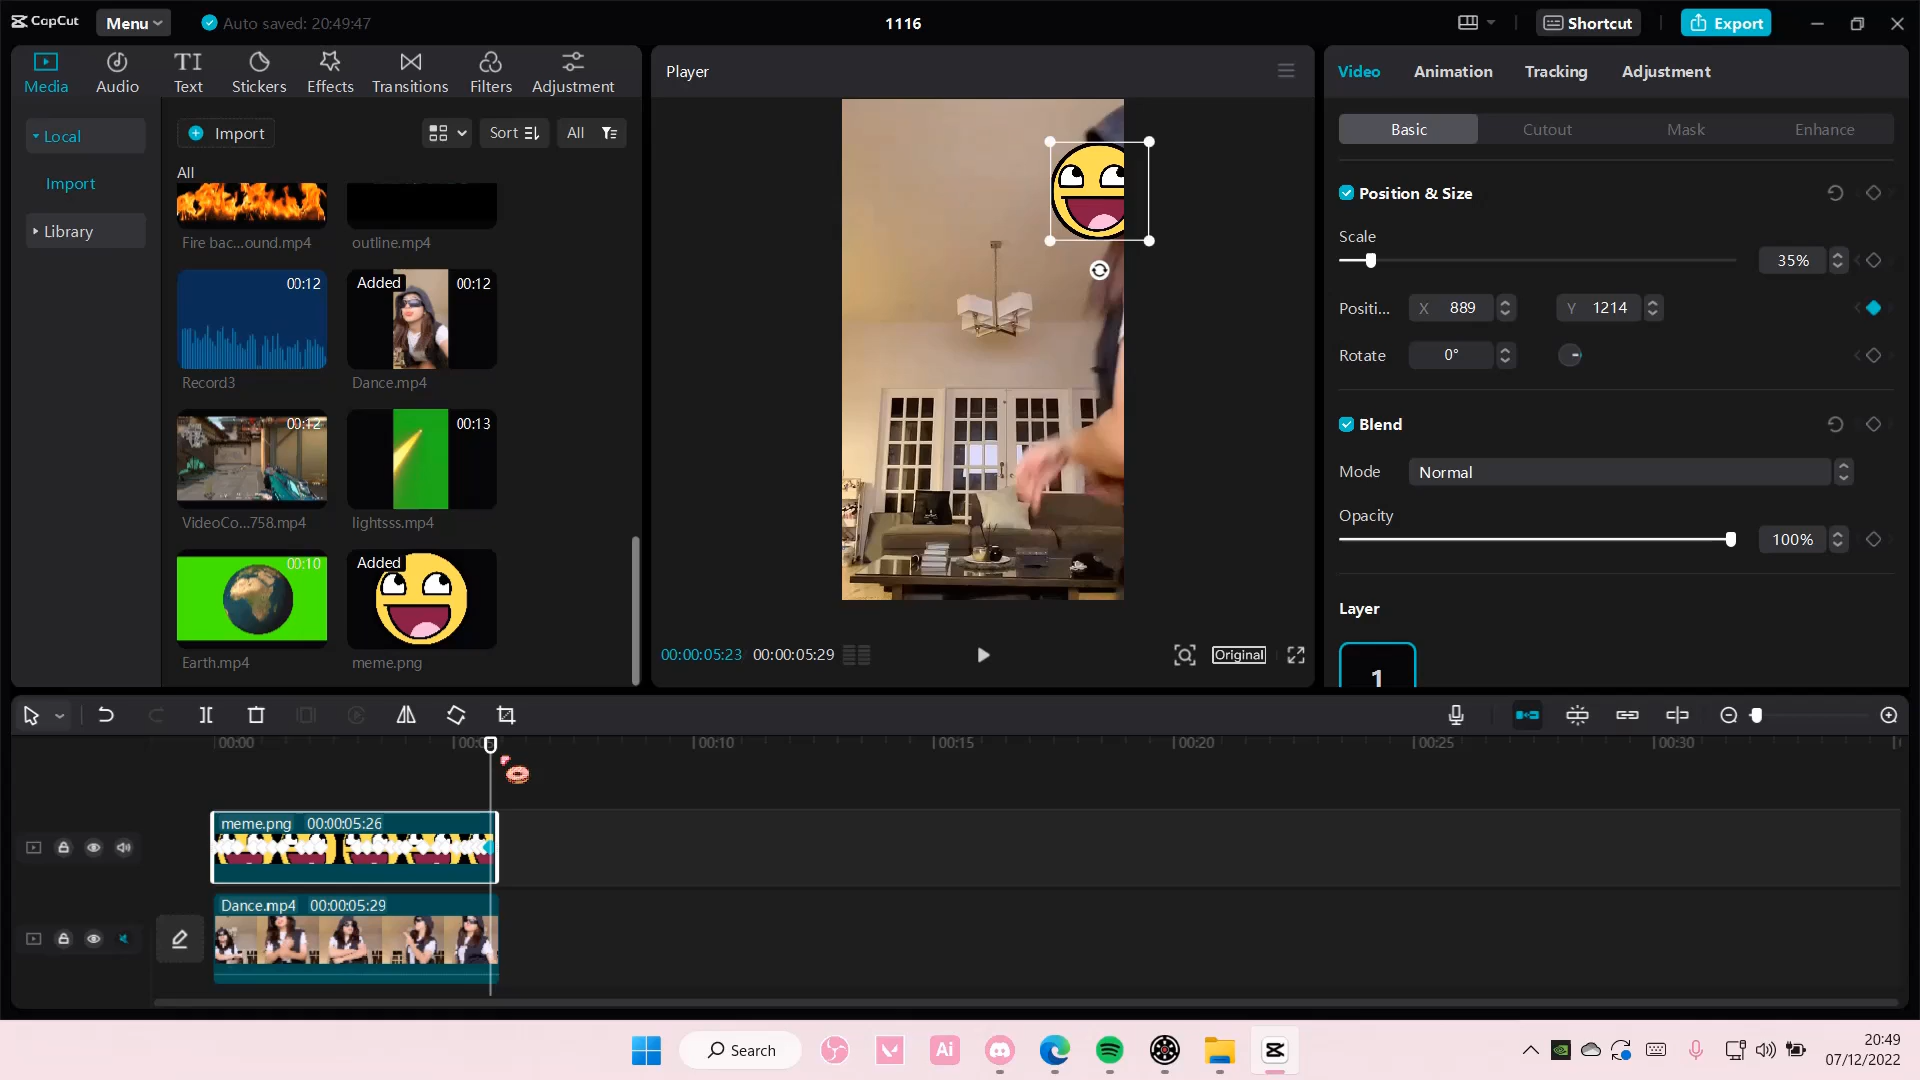 CapCut
Menu
Auto saved: 20:49:47
1116
Shortcut
Export
Media
Audio
Text
Stickers
Effects
Transitions
Filters
Adjustment
Local
Import
Library
Import
Sort
All
All
Fire bac...ound.mp4
outline.mp4
00:12
Record3
Added
00:12
Dance.mp4
00:12
VideoCo...758.mp4
00:13
lightsss.mp4
00:10
Earth.mp4
Added
meme.png
Player
00:00:05:23
00:00:05:29
Original
Video
Animation
Tracking
Adjustment
Basic
Cutout
Mask
Enhance
Position & Size
Scale
35%
Positi...
X 889
Y 1214
Rotate
0°
Blend
Mode
Normal
Opacity
100%
Layer
1
00:00
00:10
00:15
00:20
00:25
00:30
meme.png 00:00:05:26
Dance.mp4 00:00:05:29
Search
Ai
20:49
07/12/2022